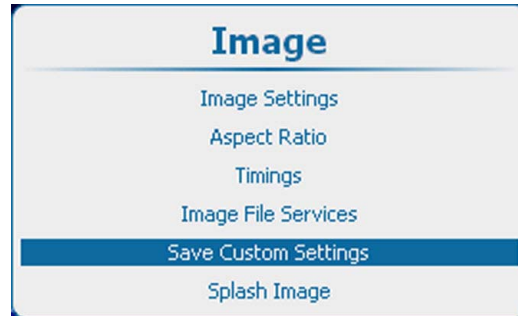 Image
Image Settings
Aspect Ratio
Timings
Image File Services
Save Custom Settings
Splash Image